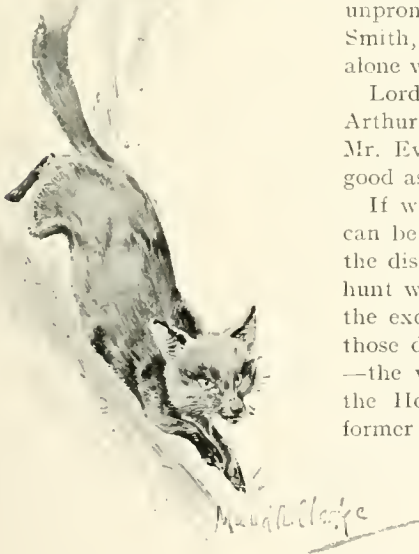 unpron
Smith,
alone v
Lord
Arthur
Mr. Ev
good as
If w
can be
the dis
hunt w
the exc
those d
—the v
the Ho
former